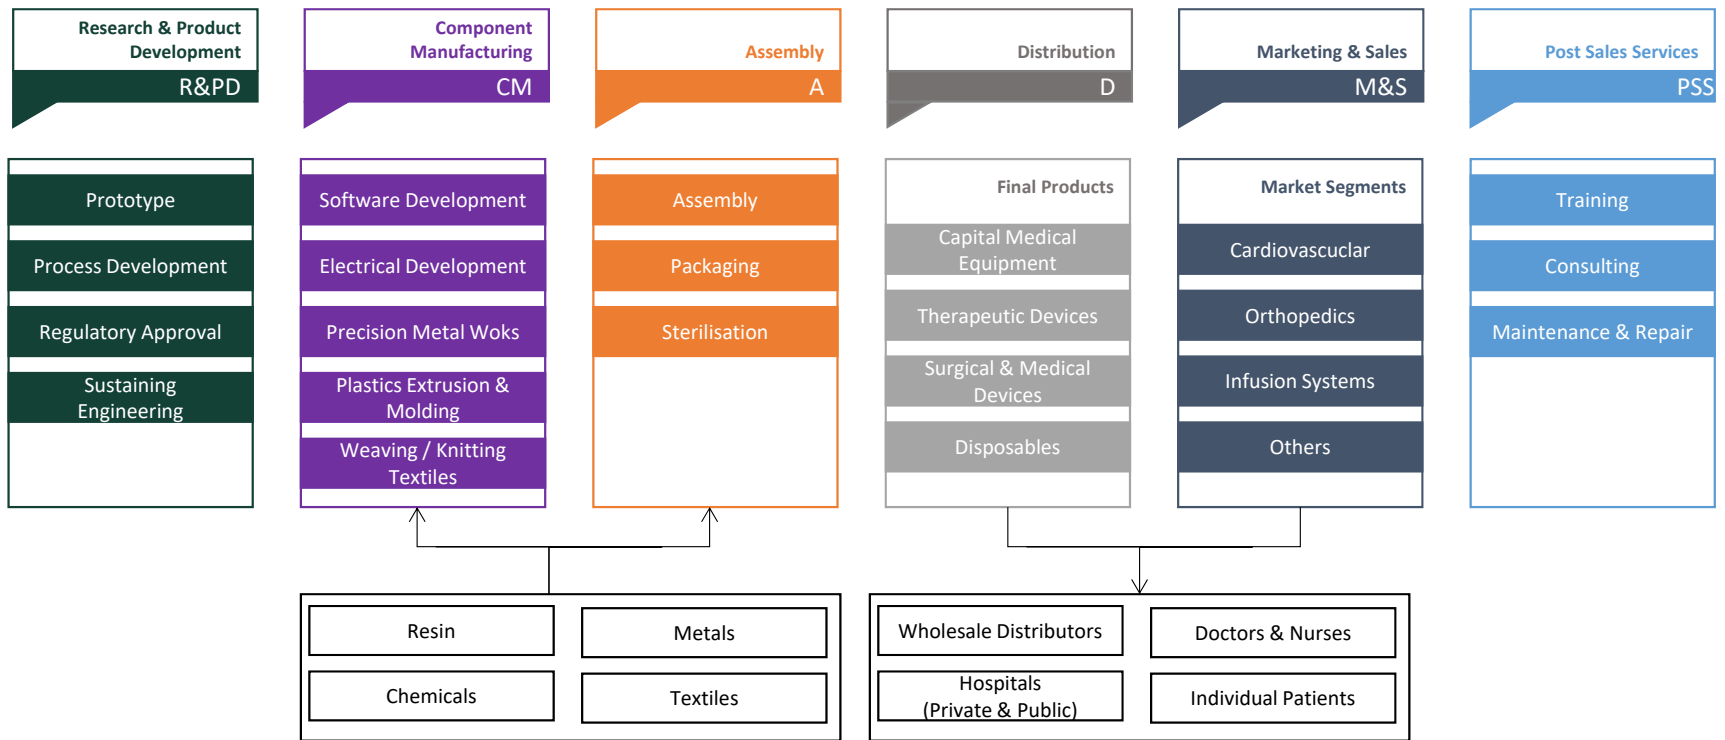 Research & Product
Development
R&PD
Component
Manufacturing
CM
Assembly
A
Distribution
D
Marketing & Sales
M&S
Post Sales Services
PSS
Prototype
Process Development
Regulatory Approval
Sustaining
Engineering
Software Development
Electrical Development
Precision Metal Woks
Plastics Extrusion &
Molding
Weaving / Knitting
Textiles
Assembly
Packaging
Sterilisation
Final Products
Capital Medical
Equipment
Therapeutic Devices
Surgical & Medical
Devices
Disposables
Market Segments
Cardiovascuclar
Orthopedics
Infusion Systems
Others
Training
Consulting
Maintenance & Repair
Resin
Metals
Chemicals
Textiles
Wholesale Distributors
Doctors & Nurses
Hospitals
(Private & Public)
Individual Patients